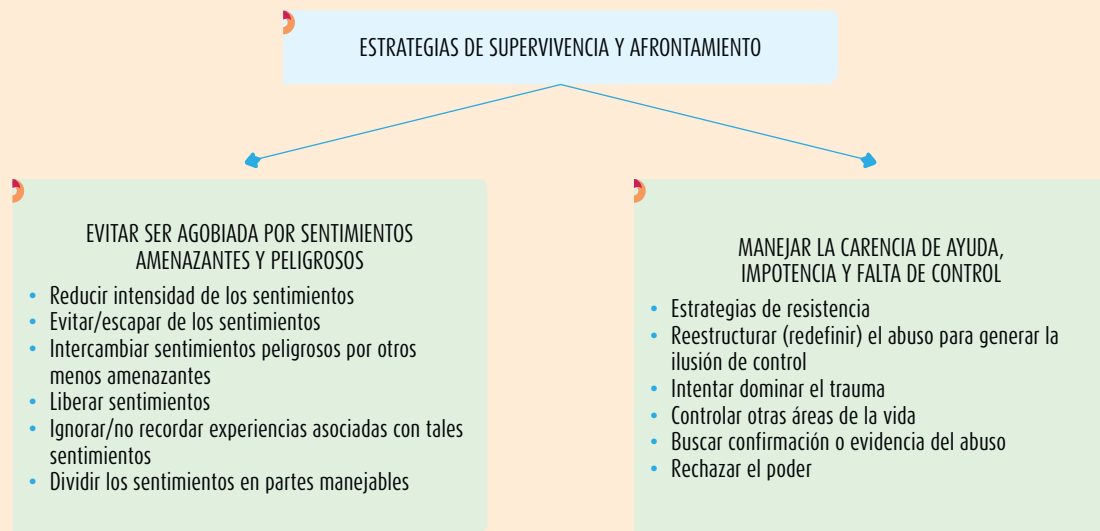 ESTRATEGIAS DE SUPERVIVENCIA Y AFRONTAMIENTO
EVITAR SER AGOBIADA POR SENTIMIENTOS
AMENAZANTES Y PELIGROSOS
• Reducir intensidad de los sentimientos
• Evitar/escapar de los sentimientos
• Intercambiar sentimientos peligrosos por otros
menos amenazantes
• Liberar sentimientos
• Ignorar/no recordar experiencias asociadas con tales
sentimientos
• Dividir los sentimientos en partes manejables
MANEJAR LA CARENCIA DE AYUDA,
IMPOTENCIA Y FALTA DE CONTROL
• Estrategias de resistencia
• Reestructurar (redefinir) el abuso para generar la
ilusión de control
• Intentar dominar el trauma
• Controlar otras áreas de la vida
• Buscar confirmación o evidencia del abuso
• Rechazar el poder